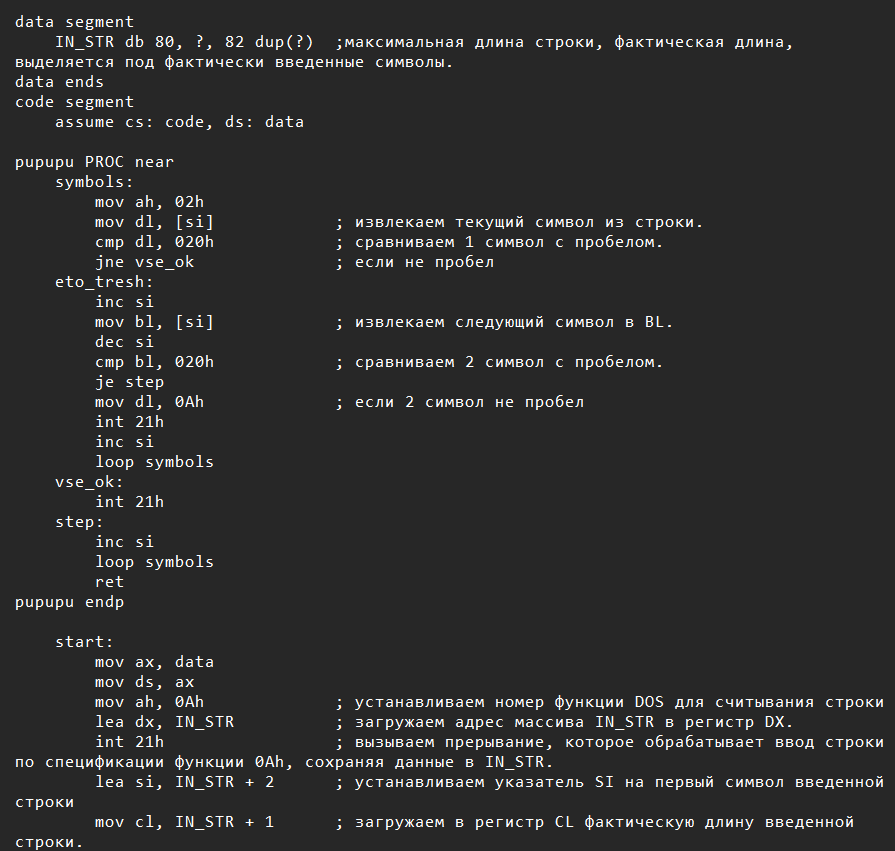 data segment
    IN_STR db 80, ?, 82 dup(?)  ;максимальная длина строки, фактическая длина,
выделяется под фактически введенные символы.
data ends
code segment
    assume cs: code, ds: data

pupupu PROC near
    symbols:
        mov ah, 02h
        mov dl, [si]            ; извлекаем текущий символ из строки.
        cmp dl, 020h            ; сравниваем 1 символ с пробелом.
        jne vse_ok              ; если не пробел
    eto_tresh:
        inc si
        mov bl, [si]            ; извлекаем следующий символ в BL.
        dec si
        cmp bl, 020h            ; сравниваем 2 символ с пробелом.
        je step
        mov dl, 0Ah             ; если 2 символ не пробел
        int 21h
        inc si
        loop symbols
    vse_ok:
        int 21h
    step:
        inc si
        loop symbols
        ret
pupupu endp

    start:
        mov ax, data
        mov ds, ax
        mov ah, 0Ah             ; устанавливаем номер функции DOS для считывания строки
        lea dx, IN_STR          ; загружаем адрес массива IN_STR в регистр DX.
        int 21h                 ; вызываем прерывание, которое обрабатывает ввод строки
по спецификации функции 0Ah, сохраняя данные в IN_STR.
        lea si, IN_STR + 2      ; устанавливаем указатель SI на первый символ введенной
строки
        mov cl, IN_STR + 1      ; загружаем в регистр CL фактическую длину введенной
строки.